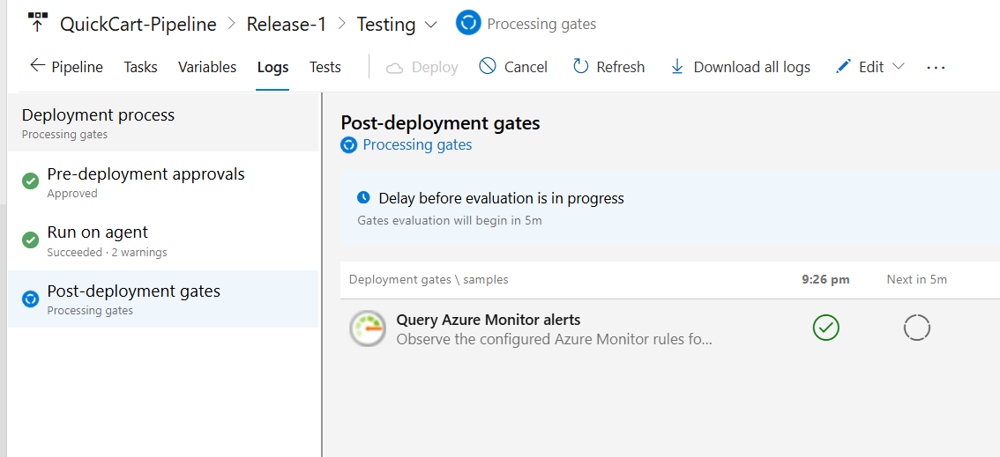 QuickCart-Pipeline > Release-1 > Testing Processing gates
Pipeline Tasks Variables Logs Tests Deploy Cancel Refresh Download all logs Edit ...
Deployment process
Processing gates
Pre-deployment approvals
Approved
Run on agent
Succeeded · 2 warnings
Post-deployment gates
Processing gates
Post-deployment gates
Processing gates
Delay before evaluation is in progress
Gates evaluation will begin in 5m
Deployment gates \ samples 9:26 pm Next in 5m
Query Azure Monitor alerts
Observe the configured Azure Monitor rules fo...